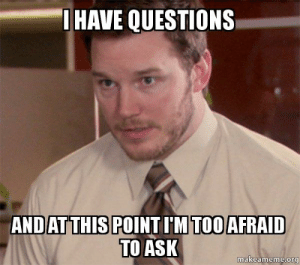 I HAVE QUESTIONS
AND AT THIS POINT I'M TOO AFRAID
TO ASK
makeameme.org